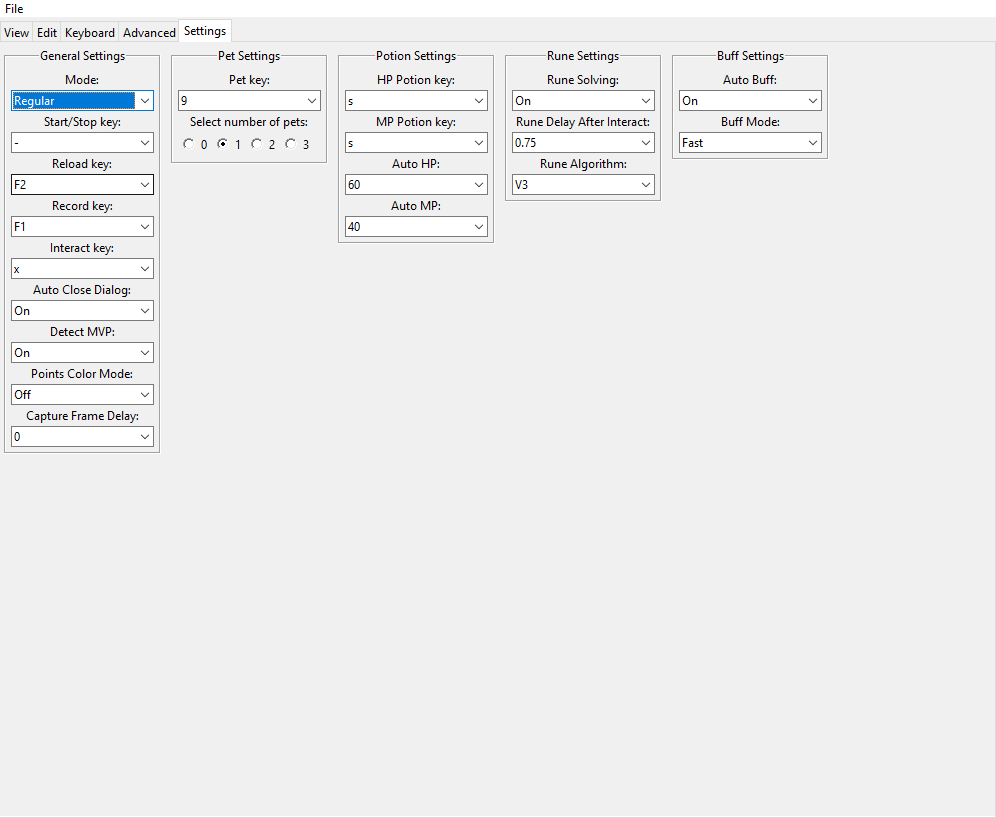 File
View Edit Keyboard Advanced Settings
General Settings
Mode:
Regular
Start/Stop key:
-
Reload key:
F2
Record key:
F1
Interact key:
x
Auto Close Dialog:
On
Detect MVP:
On
Points Color Mode:
Off
Capture Frame Delay:
0
Pet Settings
Pet key:
9
Select number of pets:
0 1 2 3
Potion Settings
HP Potion key:
s
MP Potion key:
s
Auto HP:
60
Auto MP:
40
Rune Settings
Rune Solving:
On
Rune Delay After Interact:
0.75
Rune Algorithm:
V3
Buff Settings
Auto Buff:
On
Buff Mode:
Fast